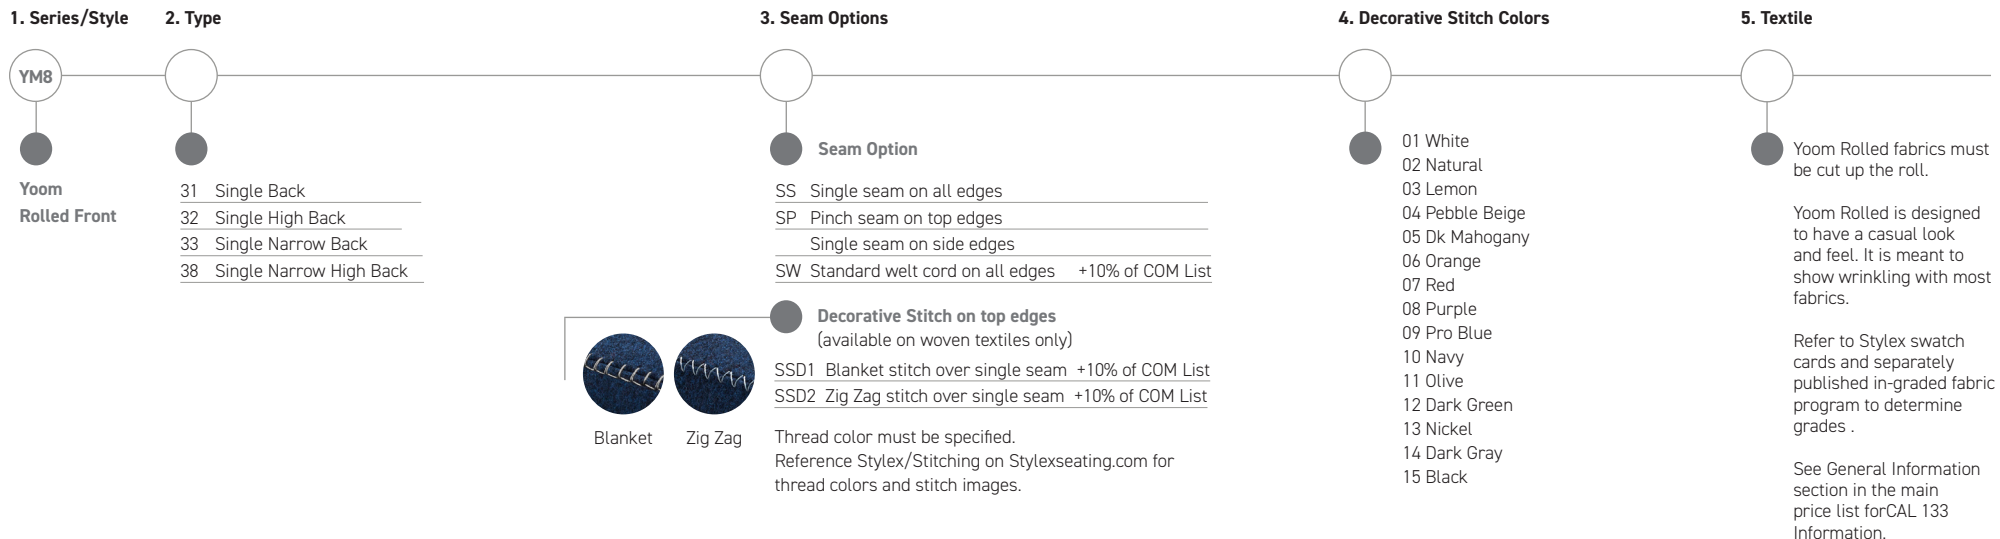 1. Series/Style
2. Type
3. Seam Options
4. Decorative Stitch Colors
5. Textile
YM8
Yoom
Rolled Front
31 Single Back
32 Single High Back
33 Single Narrow Back
38 Single Narrow High Back
Seam Option
SS Single seam on all edges
SP Pinch seam on top edges
Single seam on side edges
SW Standard welt cord on all edges +10% of COM List
Decorative Stitch on top edges
(available on woven textiles only)
SSD1 Blanket stitch over single seam +10% of COM List
SSD2 Zig Zag stitch over single seam +10% of COM List
Blanket
Zig Zag
Thread color must be specified.
Reference Stylex/Stitching on Stylexseating.com for
thread colors and stitch images.
01 White
02 Natural
03 Lemon
04 Pebble Beige
05 Dk Mahogany
06 Orange
07 Red
08 Purple
09 Pro Blue
10 Navy
11 Olive
12 Dark Green
13 Nickel
14 Dark Gray
15 Black
Yoom Rolled fabrics must
be cut up the roll.
Yoom Rolled is designed
to have a casual look
and feel. It is meant to
show wrinkling with most
fabrics.
Refer to Stylex swatch
cards and separately
published in-graded fabric
program to determine
grades .
See General Information
section in the main
price list forCAL 133
Information.